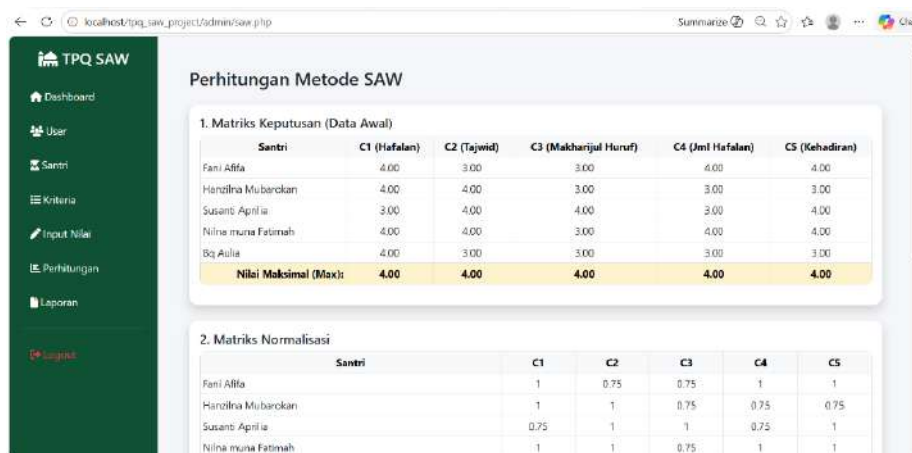 localhost/tpq_saw_project/admin/saw.php Summarize
TPQ SAW
Dashboard
User
Santri
Kriteria
Input Nilai
Perhitungan
Laporan
Logout
Perhitungan Metode SAW
1. Matriks Keputusan (Data Awal)
Santri C1 (Hafalan) C2 (Tajwid) C3 (Makharijul Huruf) C4 (Jml Hafalan) C5 (Kehadiran)
Fani Afifa 4.00 3.00 3.00 4.00 4.00
Hanzilna Mubarokan 4.00 4.00 3.00 3.00 3.00
Susanti Aprilia 3.00 4.00 4.00 3.00 4.00
Nilna muna Fatimah 4.00 4.00 3.00 4.00 4.00
Bq Aulia 4.00 3.00 3.00 3.00 3.00
Nilai Maksimal (Max): 4.00 4.00 4.00 4.00 4.00
2. Matriks Normalisasi
Santri C1 C2 C3 C4 C5
Fani Afifa 1 0.75 0.75 1 1
Hanzilna Mubarokan 1 1 0.75 0.75 0.75
Susanti Aprilia 0.75 1 1 0.75 1
Nilna muna Fatimah 1 1 0.75 1 1